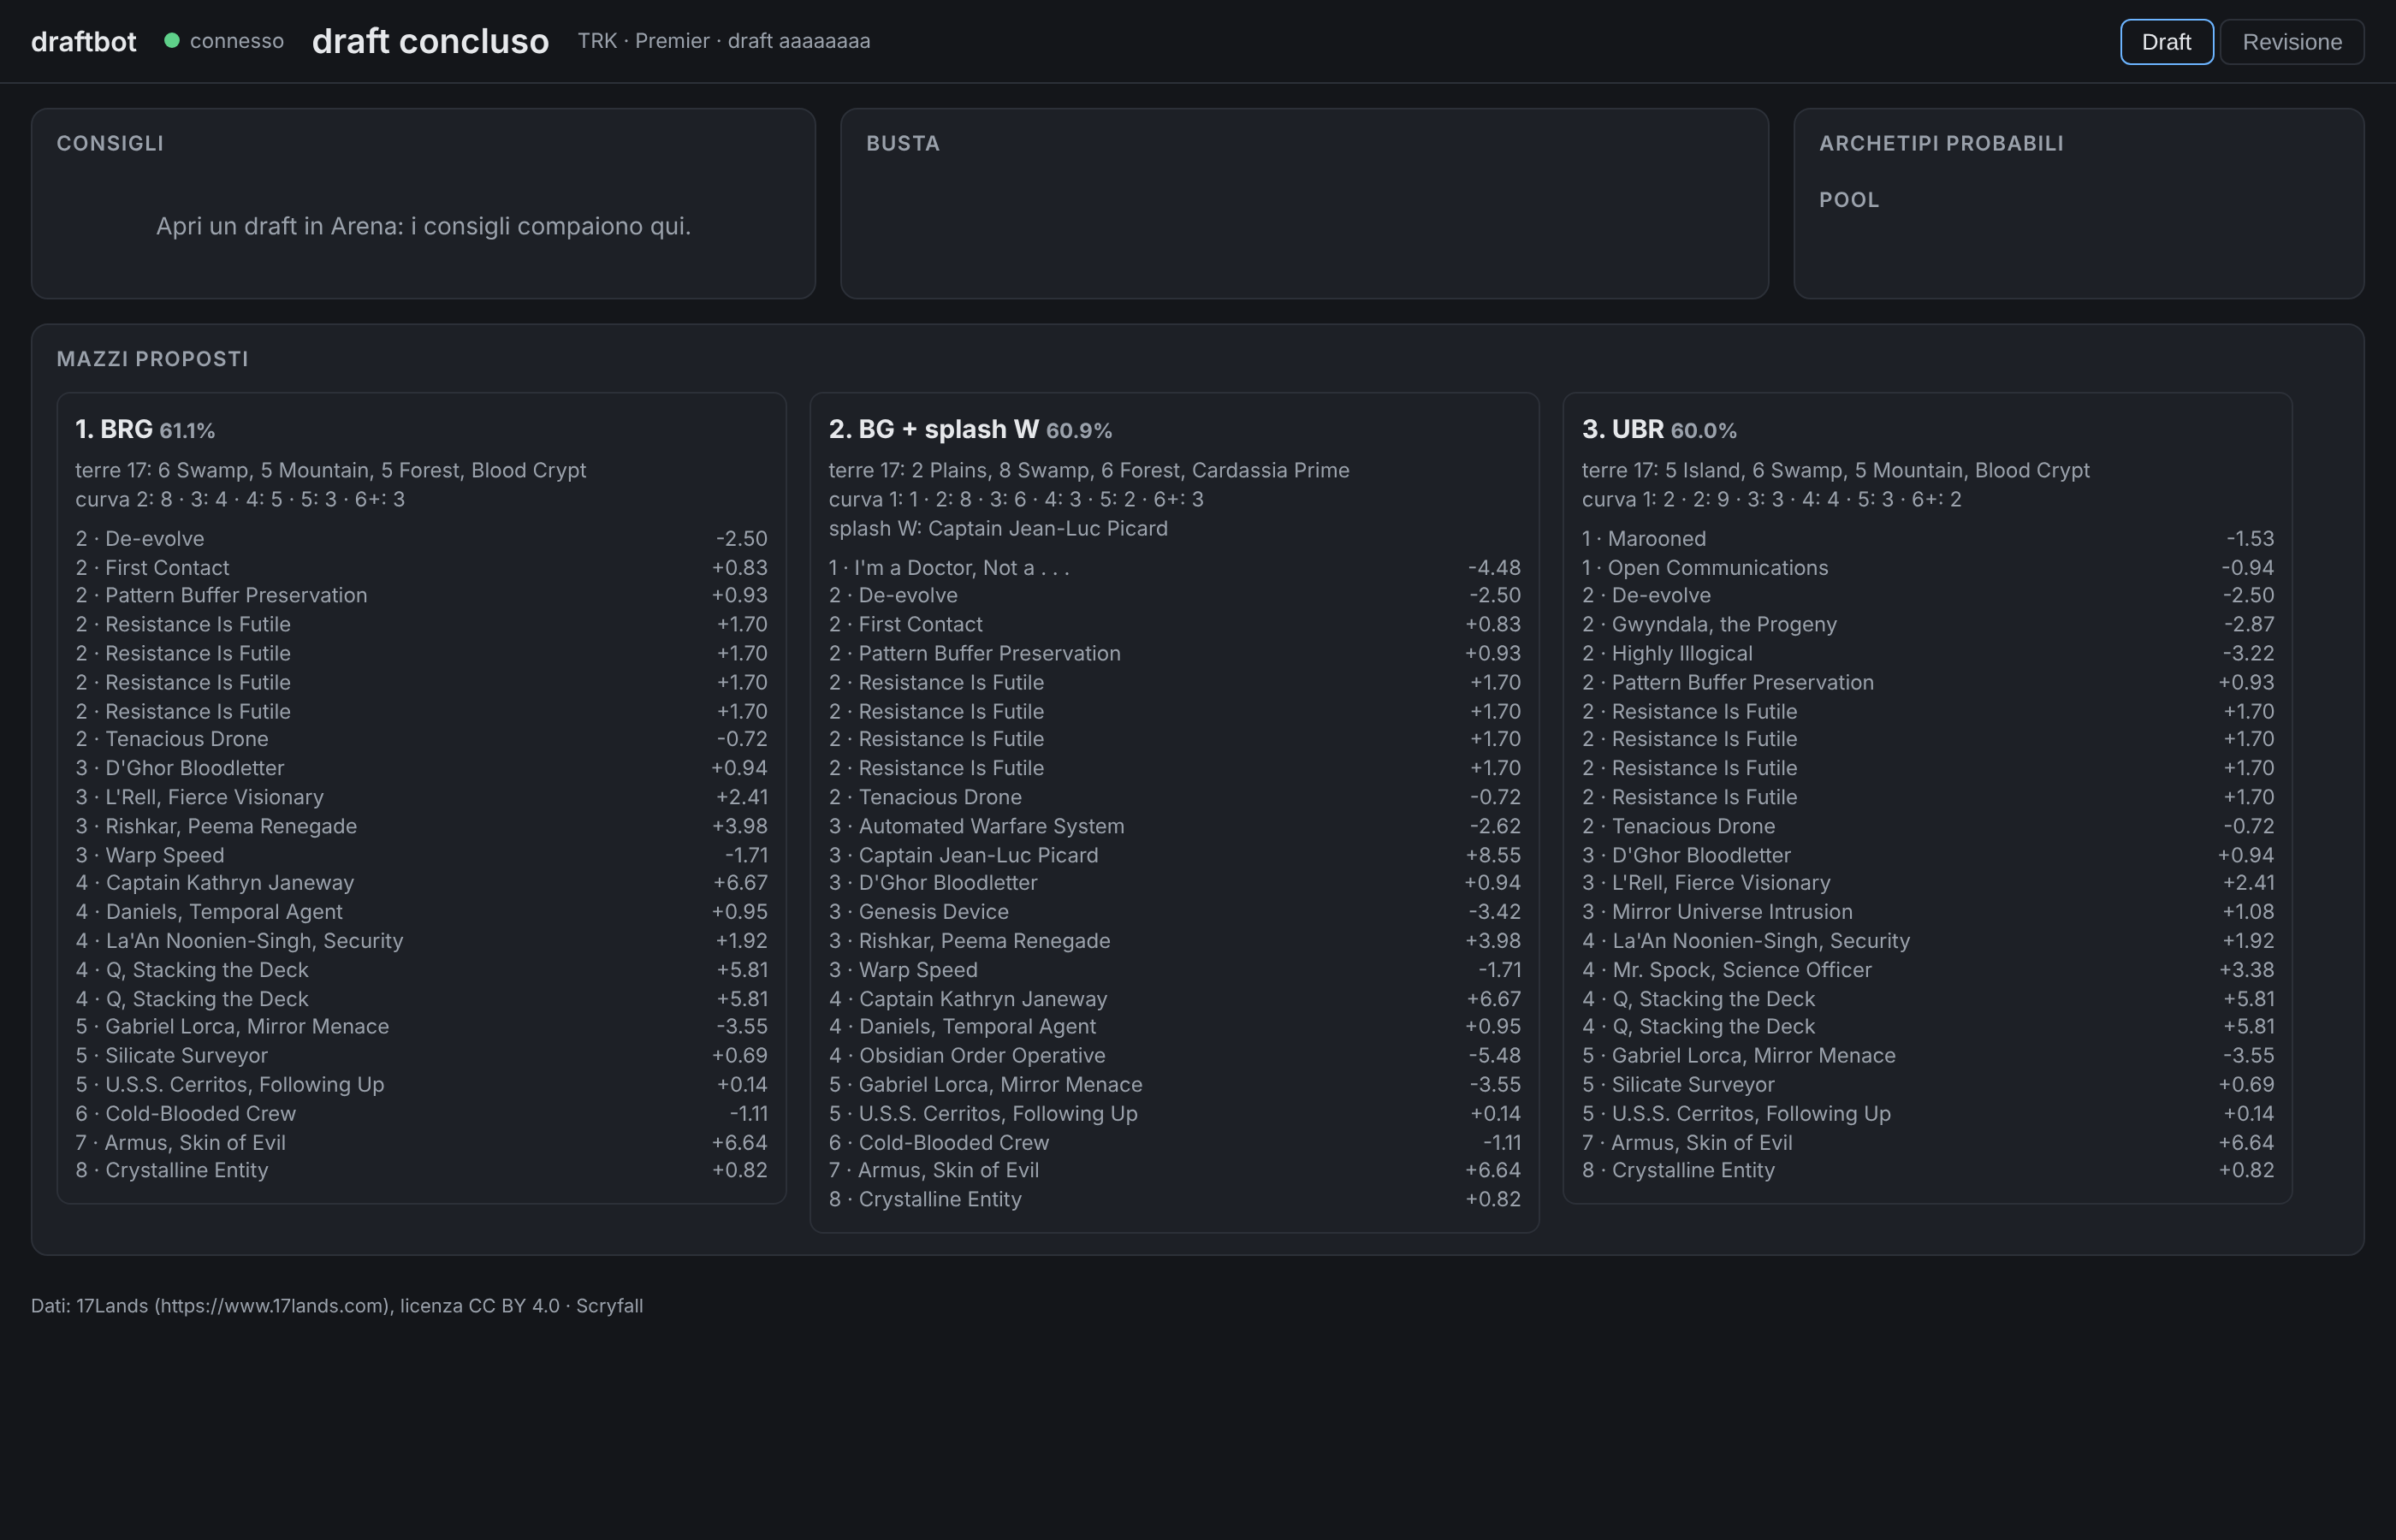 draftbot connesso draft concluso TRK · Premier · draft aaaaaaaa Draft Revisione
CONSIGLI
Apri un draft in Arena: i consigli compaiono qui.
BUSTA
ARCHETIPI PROBABILI
POOL
MAZZI PROPOSTI
1. BRG 61.1%
terre 17: 6 Swamp, 5 Mountain, 5 Forest, Blood Crypt
curva 2: 8 · 3: 4 · 4: 5 · 5: 3 · 6+: 3
2 · De-evolve -2.50
2 · First Contact +0.83
2 · Pattern Buffer Preservation +0.93
2 · Resistance Is Futile +1.70
2 · Resistance Is Futile +1.70
2 · Resistance Is Futile +1.70
2 · Resistance Is Futile +1.70
2 · Tenacious Drone -0.72
3 · D'Ghor Bloodletter +0.94
3 · L'Rell, Fierce Visionary +2.41
3 · Rishkar, Peema Renegade +3.98
3 · Warp Speed -1.71
4 · Captain Kathryn Janeway +6.67
4 · Daniels, Temporal Agent +0.95
4 · La'An Noonien-Singh, Security +1.92
4 · Q, Stacking the Deck +5.81
4 · Q, Stacking the Deck +5.81
5 · Gabriel Lorca, Mirror Menace -3.55
5 · Silicate Surveyor +0.69
5 · U.S.S. Cerritos, Following Up +0.14
6 · Cold-Blooded Crew -1.11
7 · Armus, Skin of Evil +6.64
8 · Crystalline Entity +0.82
2. BG + splash W 60.9%
terre 17: 2 Plains, 8 Swamp, 6 Forest, Cardassia Prime
curva 1: 1 · 2: 8 · 3: 6 · 4: 3 · 5: 2 · 6+: 3
splash W: Captain Jean-Luc Picard
1 · I'm a Doctor, Not a . . . -4.48
2 · De-evolve -2.50
2 · First Contact +0.83
2 · Pattern Buffer Preservation +0.93
2 · Resistance Is Futile +1.70
2 · Resistance Is Futile +1.70
2 · Resistance Is Futile +1.70
2 · Resistance Is Futile +1.70
2 · Tenacious Drone -0.72
3 · Automated Warfare System -2.62
3 · Captain Jean-Luc Picard +8.55
3 · D'Ghor Bloodletter +0.94
3 · Genesis Device -3.42
3 · Rishkar, Peema Renegade +3.98
3 · Warp Speed -1.71
4 · Captain Kathryn Janeway +6.67
4 · Daniels, Temporal Agent +0.95
4 · Obsidian Order Operative -5.48
5 · Gabriel Lorca, Mirror Menace -3.55
5 · U.S.S. Cerritos, Following Up +0.14
6 · Cold-Blooded Crew -1.11
7 · Armus, Skin of Evil +6.64
8 · Crystalline Entity +0.82
3. UBR 60.0%
terre 17: 5 Island, 6 Swamp, 5 Mountain, Blood Crypt
curva 1: 2 · 2: 9 · 3: 3 · 4: 4 · 5: 3 · 6+: 2
1 · Marooned -1.53
1 · Open Communications -0.94
2 · De-evolve -2.50
2 · Gwyndala, the Progeny -2.87
2 · Highly Illogical -3.22
2 · Pattern Buffer Preservation +0.93
2 · Resistance Is Futile +1.70
2 · Resistance Is Futile +1.70
2 · Resistance Is Futile +1.70
2 · Resistance Is Futile +1.70
2 · Tenacious Drone -0.72
3 · D'Ghor Bloodletter +0.94
3 · L'Rell, Fierce Visionary +2.41
3 · Mirror Universe Intrusion +1.08
4 · La'An Noonien-Singh, Security +1.92
4 · Mr. Spock, Science Officer +3.38
4 · Q, Stacking the Deck +5.81
4 · Q, Stacking the Deck +5.81
5 · Gabriel Lorca, Mirror Menace -3.55
5 · Silicate Surveyor +0.69
5 · U.S.S. Cerritos, Following Up +0.14
7 · Armus, Skin of Evil +6.64
8 · Crystalline Entity +0.82
Dati: 17Lands (https://www.17lands.com), licenza CC BY 4.0 · Scryfall